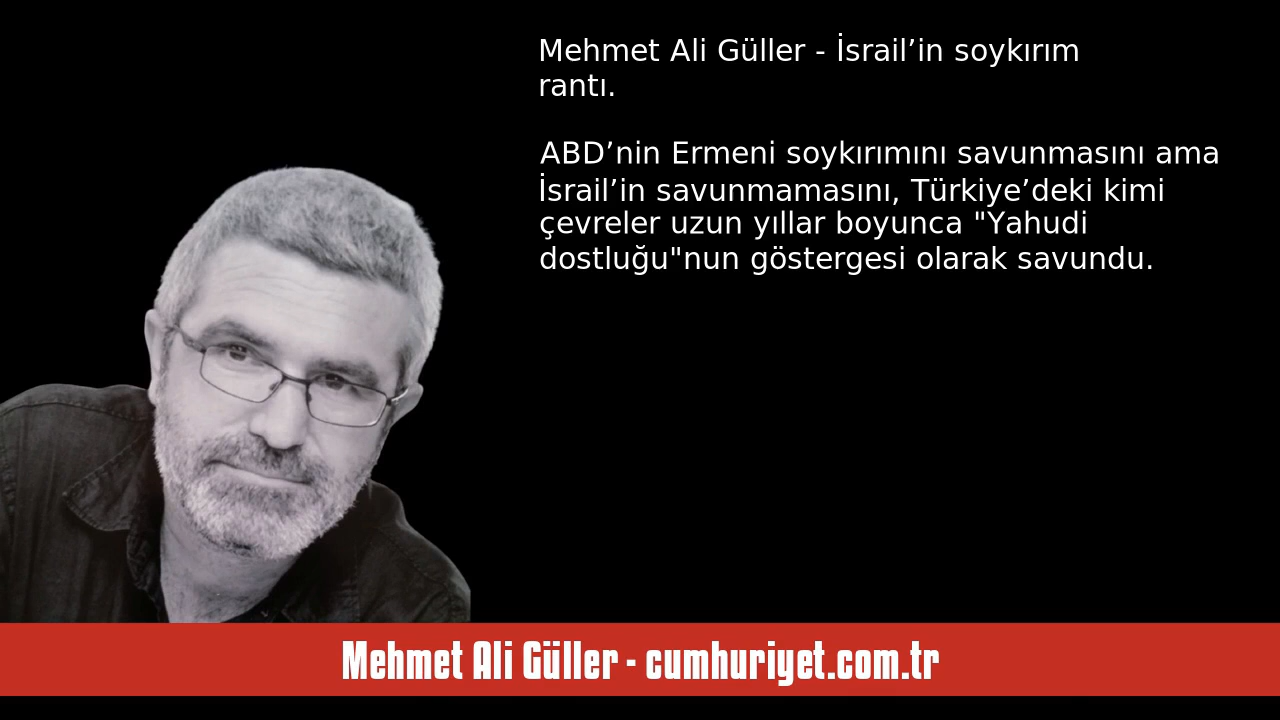 Mehmet Ali Güller - İsrail’in soykırım
rantı.
ABD’nin Ermeni soykırımını savunmasını ama
İsrail’in savunmamasını, Türkiye’deki kimi
çevreler uzun yıllar boyunca "Yahudi
dostluğu"nun göstergesi olarak savundu.
Mehmet Ali Güller - cumhuriyet.com.tr